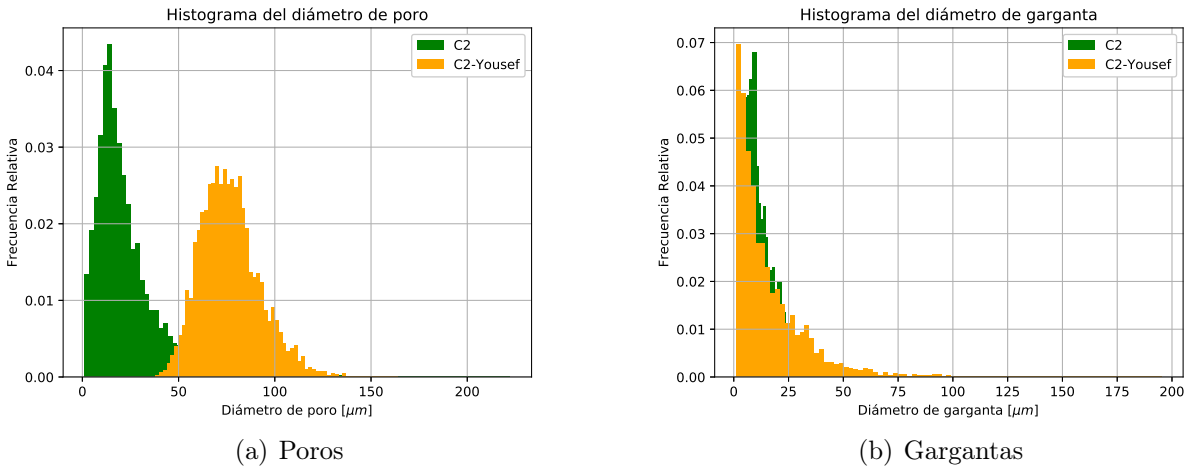 Histograma del diámetro de poro
C2
C2-Yousef
0.04
0.03
0.02
0.01
0.00
Frecuencia Relativa
0 50 100 150 200
Diámetro de poro [μm]
(a) Poros
Histograma del diámetro de garganta
C2
C2-Yousef
0.07
0.06
0.05
0.04
0.03
0.02
0.01
0.00
Frecuencia Relativa
0 25 50 75 100 125 150 175 200
Diámetro de garganta [μm]
(b) Gargantas